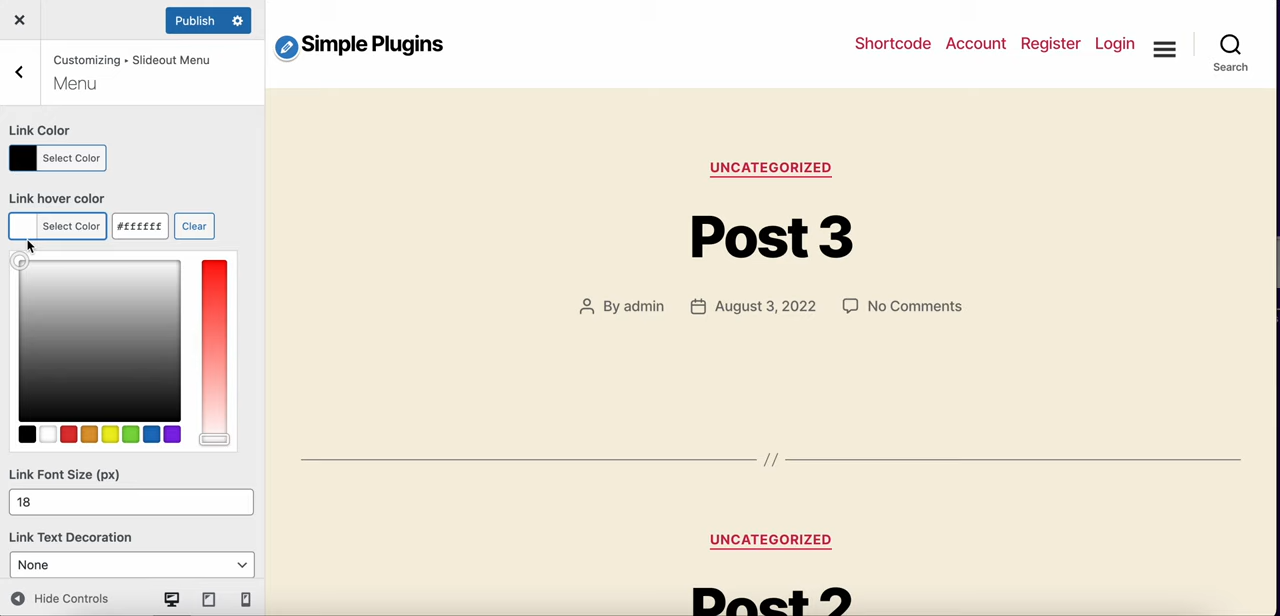 Publish
Customizing ▸ Slideout Menu
Menu
Link Color
Select Color
Link hover color
Select Color #ffffff Clear
Link Font Size (px)
18
Link Text Decoration
None
Hide Controls
Simple Plugins
Shortcode Account Register Login
Search
UNCATEGORIZED
Post 3
By admin August 3, 2022 No Comments
//
UNCATEGORIZED
Post 2